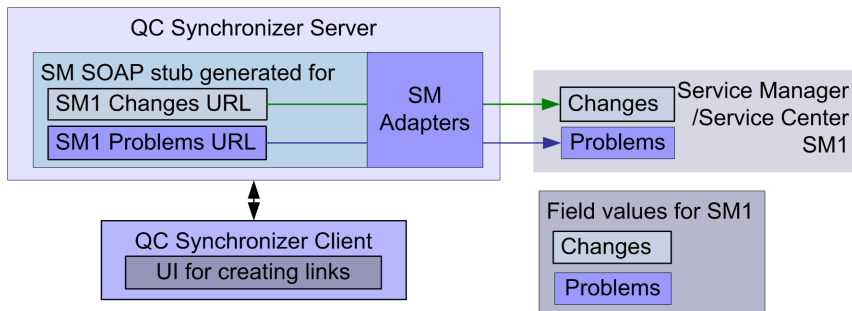 QC Synchronizer Server
SM SOAP stub generated for
SM1 Changes URL
SM1 Problems URL
SM
Adapters
Changes
Problems
Service Manager
/Service Center
SM1
QC Synchronizer Client
UI for creating links
Field values for SM1
Changes
Problems